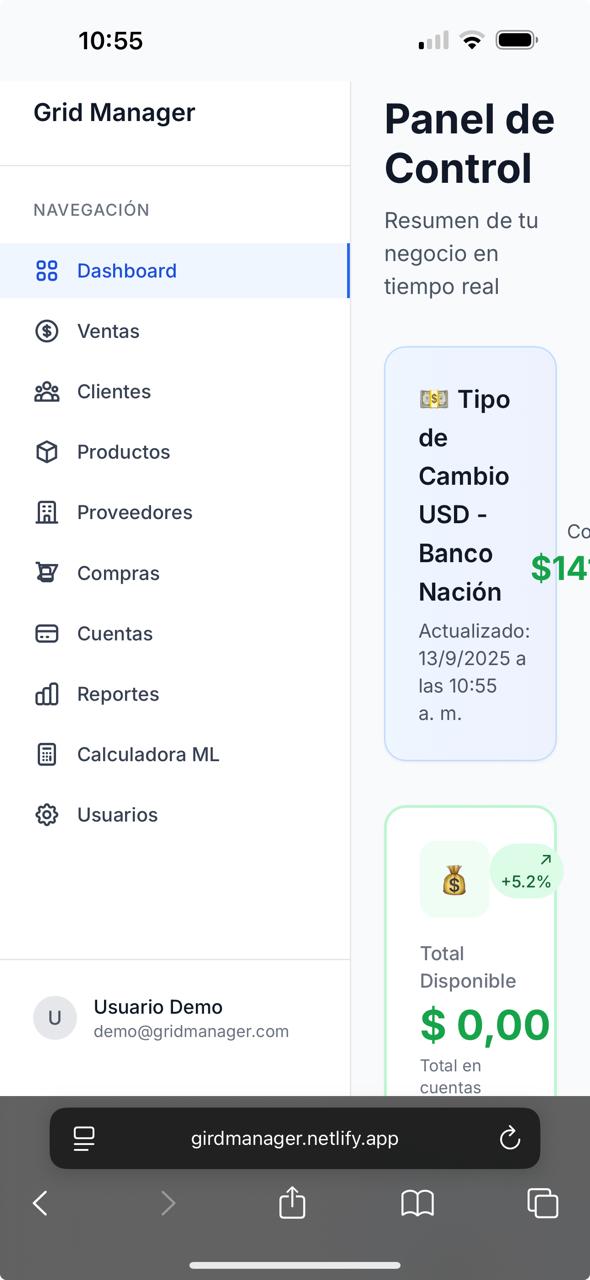 10:55
Grid Manager
NAVEGACIÓN
Dashboard
Ventas
Clientes
Productos
Proveedores
Compras
Cuentas
Reportes
Calculadora ML
Usuarios
U
Usuario Demo
demo@gridmanager.com
Panel de
Control
Resumen de tu
negocio en
tiempo real
💵 Tipo
de
Cambio
USD -
Banco
Nación
Actualizado:
13/9/2025 a
las 10:55
a. m.
Co
$14
↗
+5.2%
Total
Disponible
$ 0,00
Total en
cuentas
girdmanager.netlify.app